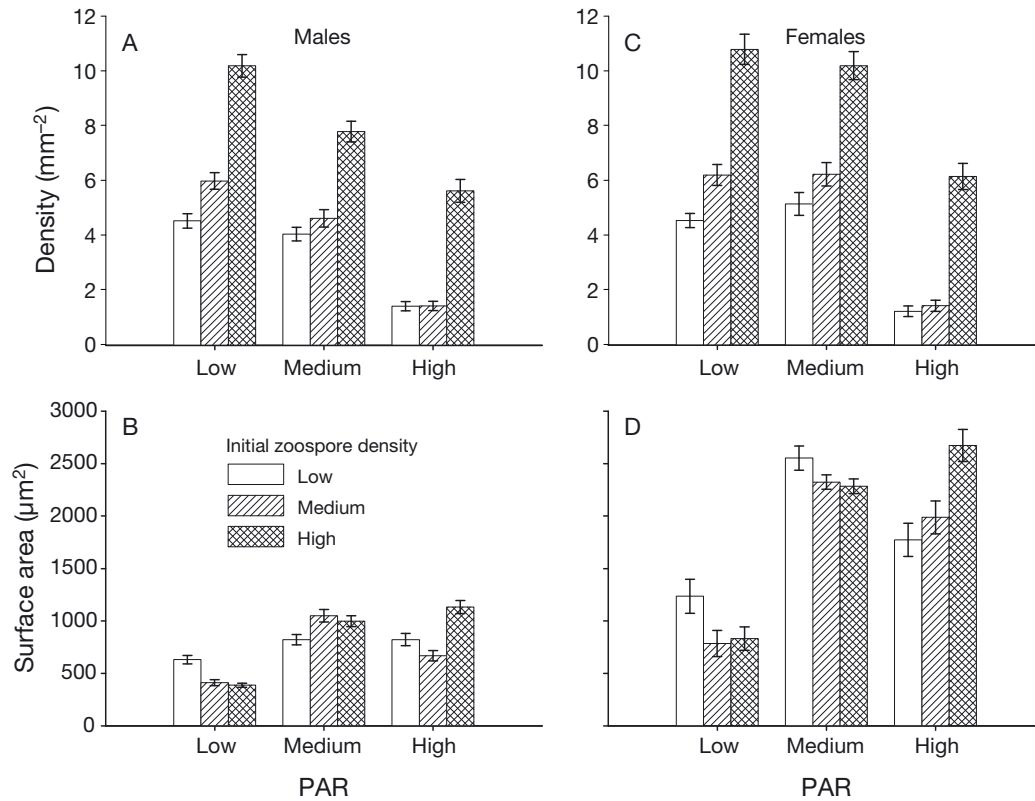 A
Males
Density (mm⁻²)
12
10
8
6
4
2
0
Low
Medium
High
C
Females
12
10
8
6
4
2
0
Low
Medium
High
B
Initial zoospore density
Low
Medium
High
Surface area (µm²)
3000
2500
2000
1500
1000
500
0
Low
Medium
High
PAR
D
Low
Medium
High
PAR